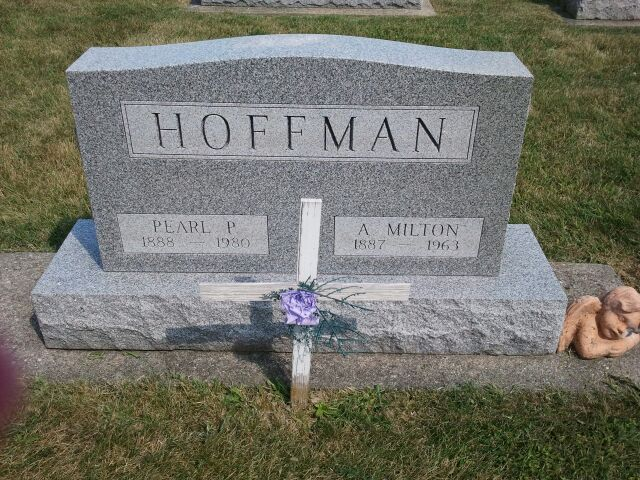 HOFFMAN
PEARL P.
1888 — 1980
A. MILTON
1887 — 1963